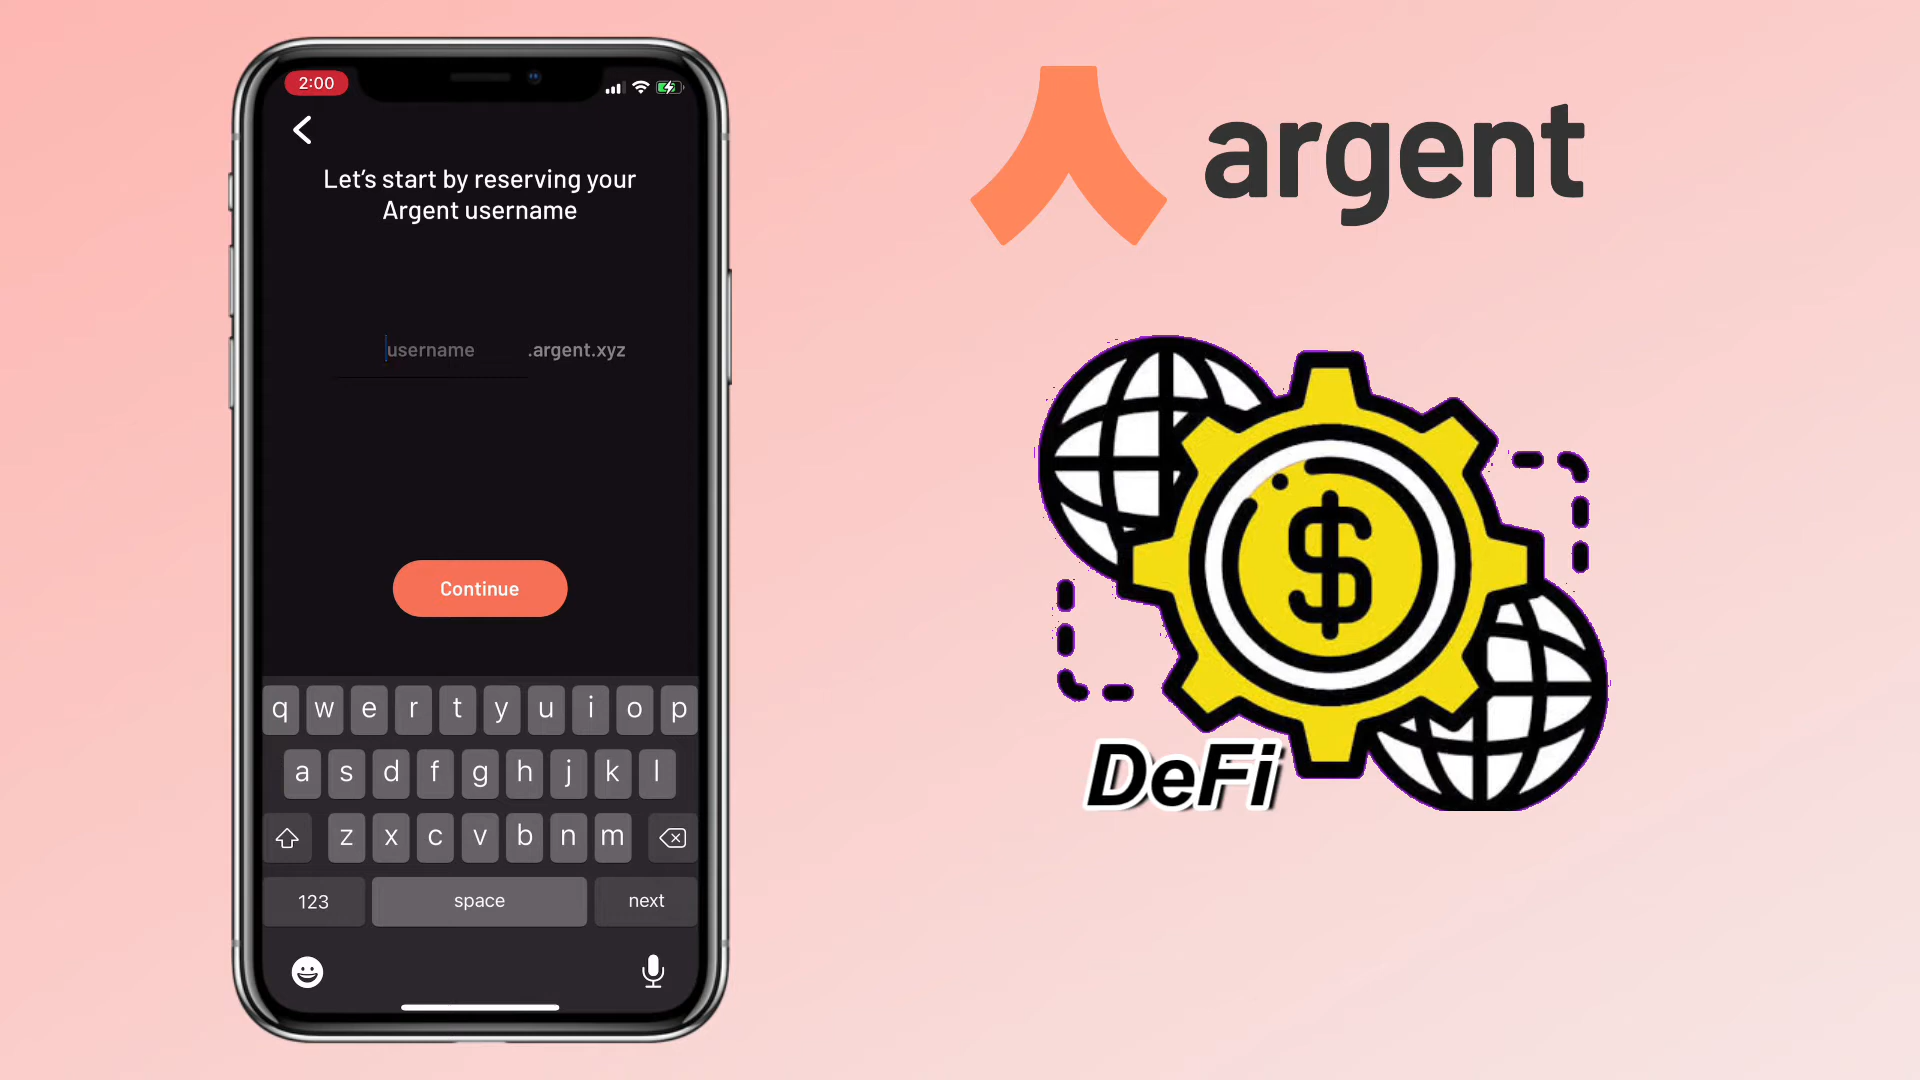 2:00
Let's start by reserving your
Argent username
username .argent.xyz
Continue
q w e r t y u i o p
a s d f g h j k l
z x c v b n m
123 space next
argent
$
DeFi